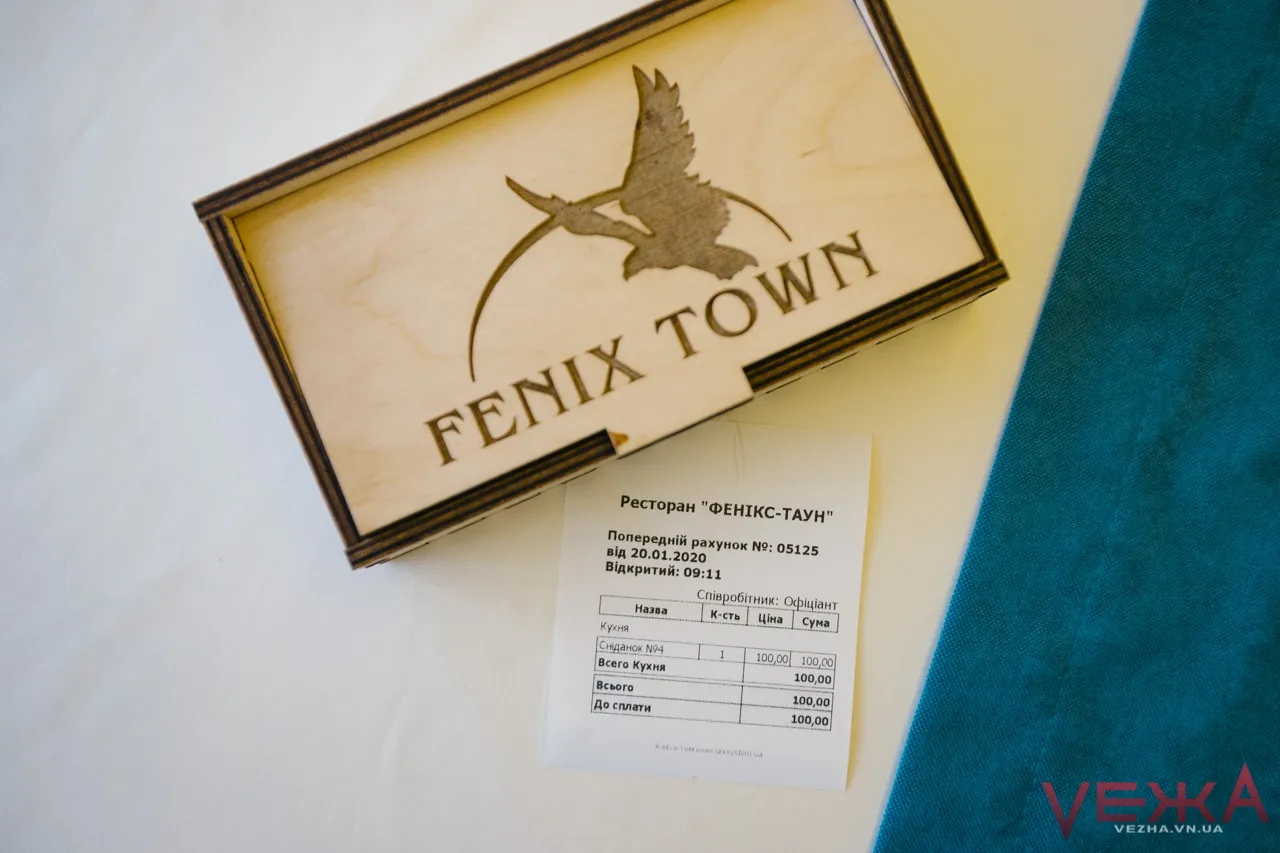 FENIX TOWN
Ресторан "ФЕНІКС-ТАУН"
Попередній рахунок №: 05125
від 20.01.2020
Відкритий: 09:11
Співробітник: Офіціант
Назва К-сть Ціна Сума
Кухня
Сніданок №4 1 100,00 100,00
Всего Кухня 100,00
Всього 100,00
До сплати 100,00
ВЕЖА
VEZHA.VN.UA